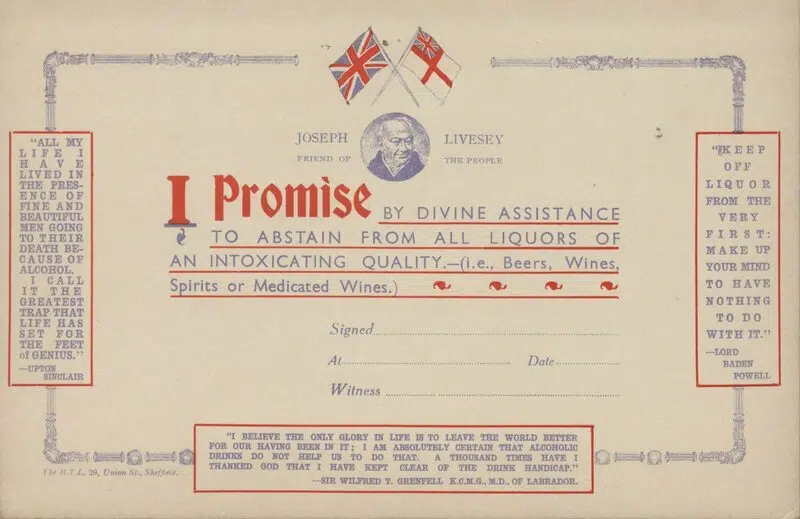 JOSEPH LIVESEY
FRIEND OF THE PEOPLE
I Promise BY DIVINE ASSISTANCE
TO ABSTAIN FROM ALL LIQUORS OF
AN INTOXICATING QUALITY.—(i.e., Beers, Wines,
Spirits or Medicated Wines.)
Signed
At Date
Witness
"ALL MY
LIFE I
HAVE
LIVED IN
THE PRES-
ENCE OF
FINE AND
BEAUTIFUL
MEN GOING
TO THEIR
DEATH BE-
CAUSE OF
ALCOHOL.
I CALL
IT THE
GREATEST
TRAP THAT
LIFE HAS
SET FOR
THE FEET
of GENIUS."
—UPTON
SINCLAIR
"KEEP
OFF
LIQUOR
FROM THE
VERY
FIRST:
MAKE UP
YOUR MIND
TO HAVE
NOTHING
TO DO
WITH IT."
—LORD
BADEN
POWELL
"I BELIEVE THE ONLY GLORY IN LIFE IS TO LEAVE THE WORLD BETTER
FOR OUR HAVING BEEN IN IT; I AM ABSOLUTELY CERTAIN THAT ALCOHOLIC
DRINKS DO NOT HELP US TO DO THAT. A THOUSAND TIMES HAVE I
THANKED GOD THAT I HAVE KEPT CLEAR OF THE DRINK HANDICAP."
—SIR WILFRED T. GRENFELL K.C.M.G., M.D., OF LABRADOR.
The B.T.L., 29, Union St., Sheffield.